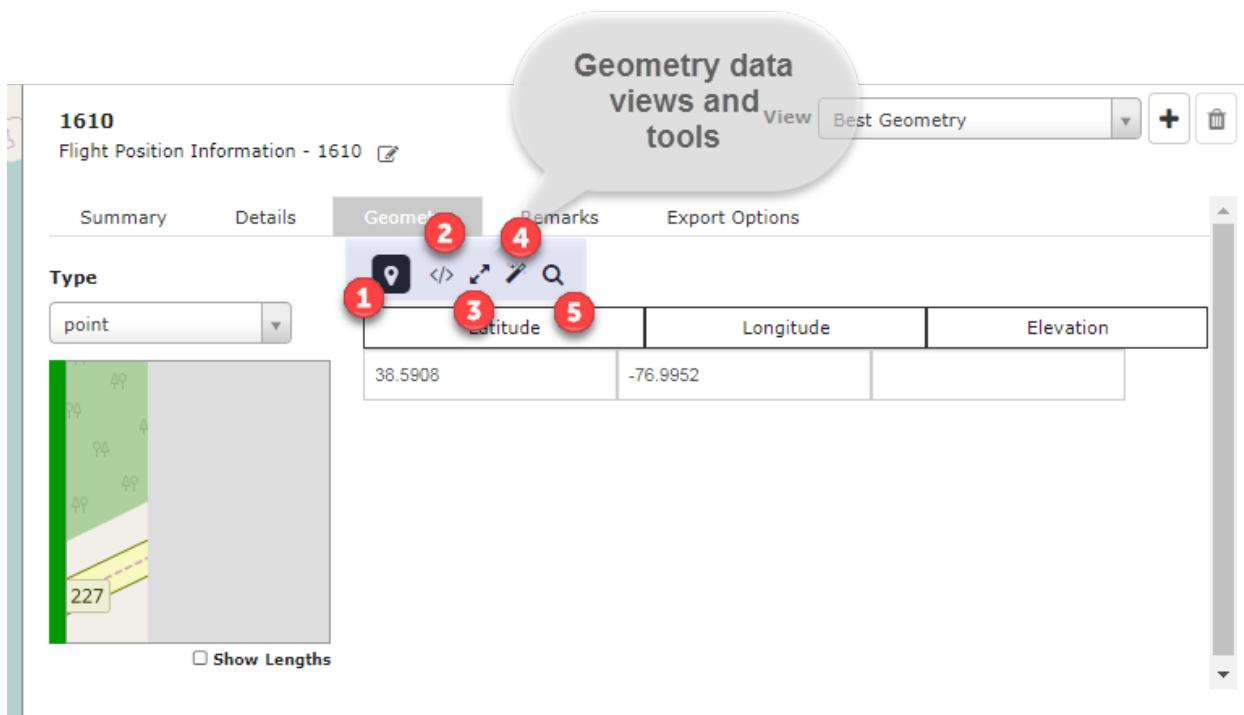 Geometry data
views and
tools
View Best Geometry
1610
Flight Position Information - 1610
Summary Details Geometry Remarks Export Options
2 4
Type
</>
1 3 5
point
Latitude Longitude Elevation
38.5908 -76.9952
227
Show Lengths